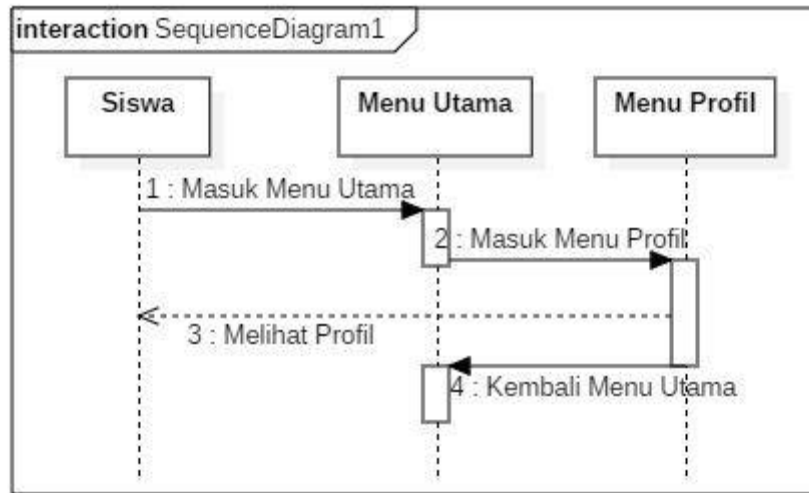 interaction SequenceDiagram1
Siswa
Menu Utama
Menu Profil
1 : Masuk Menu Utama
2 : Masuk Menu Profil
3 : Melihat Profil
4 : Kembali Menu Utama